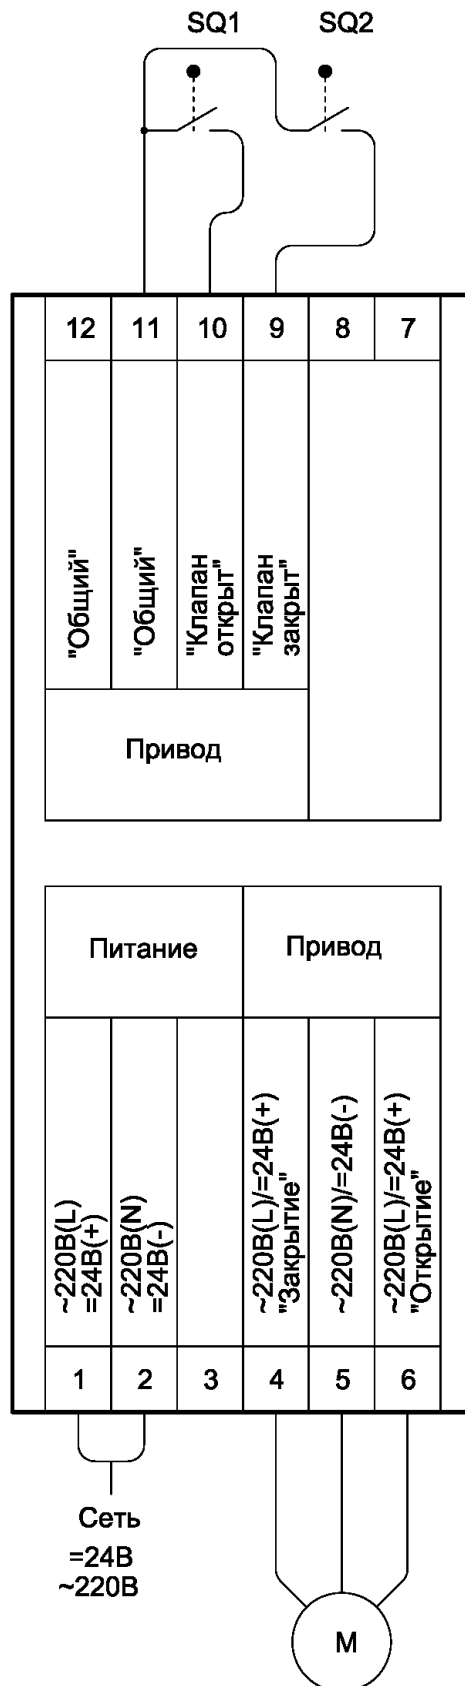 SQ1 SQ2
12 11 10 9 8 7
"Общий"
"Общий"
"Клапан
открыт"
"Клапан
закрыт"
Привод
Питание
Привод
~220В(L)
=24В(+)
~220В(N)
=24В(-)
~220В(L)/=24В(+)
"Закрытие"
~220В(N)/=24В(-)
~220В(L)/=24В(+)
"Открытие"
1 2 3 4 5 6
Сеть
=24В
~220В
М